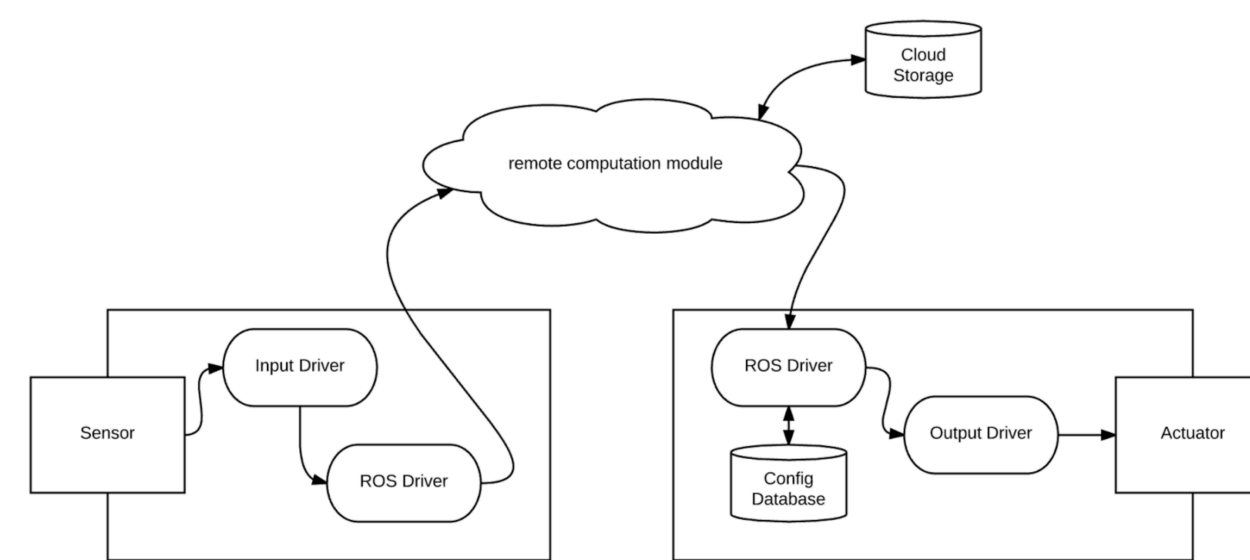 Cloud
Storage
remote computation module
Input Driver
ROS Driver
Sensor
Output Driver
Actuator
ROS Driver
Config
Database